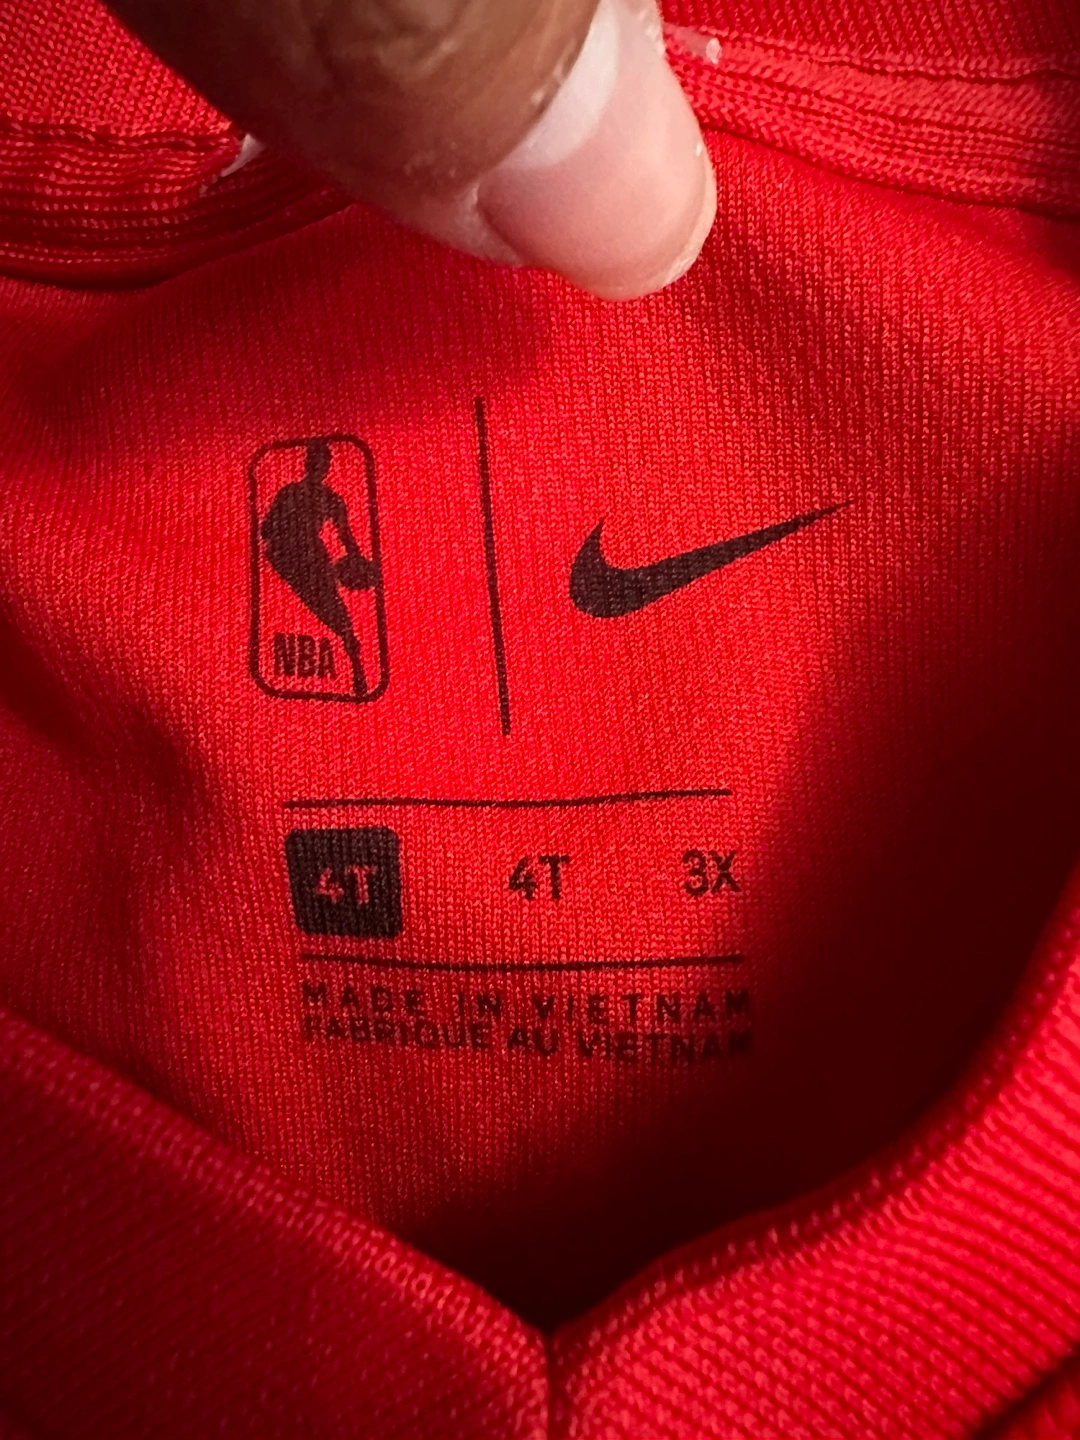 NBA
4T 4T 3X
MADE IN VIETNAM
FABRIQUE AU VIETNAM